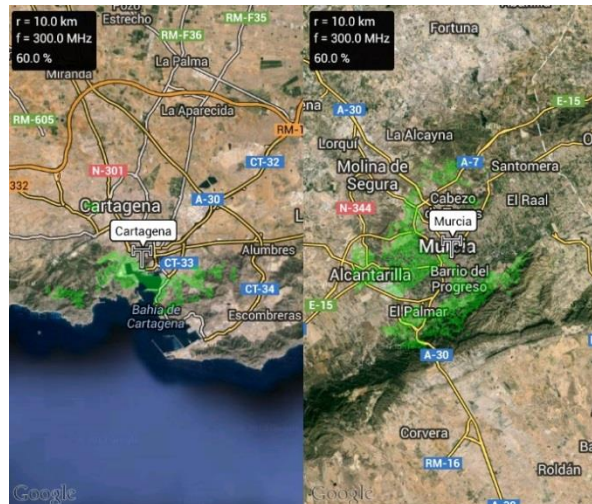 r = 10.0 km
f = 300.0 MHz
60.0 %
Pozo
Estrecho
RM-F35
RM-F36
La Palma
Miranda
La Aparecida
RM-605
RM-1
332
N-301
CT-32
Cartagena
A-30
Cartagena
CT-33
Alumbres
CT-34
Bahía de
Cartagena
Escombreras
Google
r = 10.0 km
f = 300.0 MHz
60.0 %
Fortuna
E-15
A-30
La Alcayna
Lorquí
A-7
Molina de
Segura
Santomera
Cabezo
El Raal
N-344
Murcia
Murcia
Alcantarilla
Barrio del
Progreso
E-15
El Palmar
A-30
Corvera
RM-16
Roldán
A-30
Google